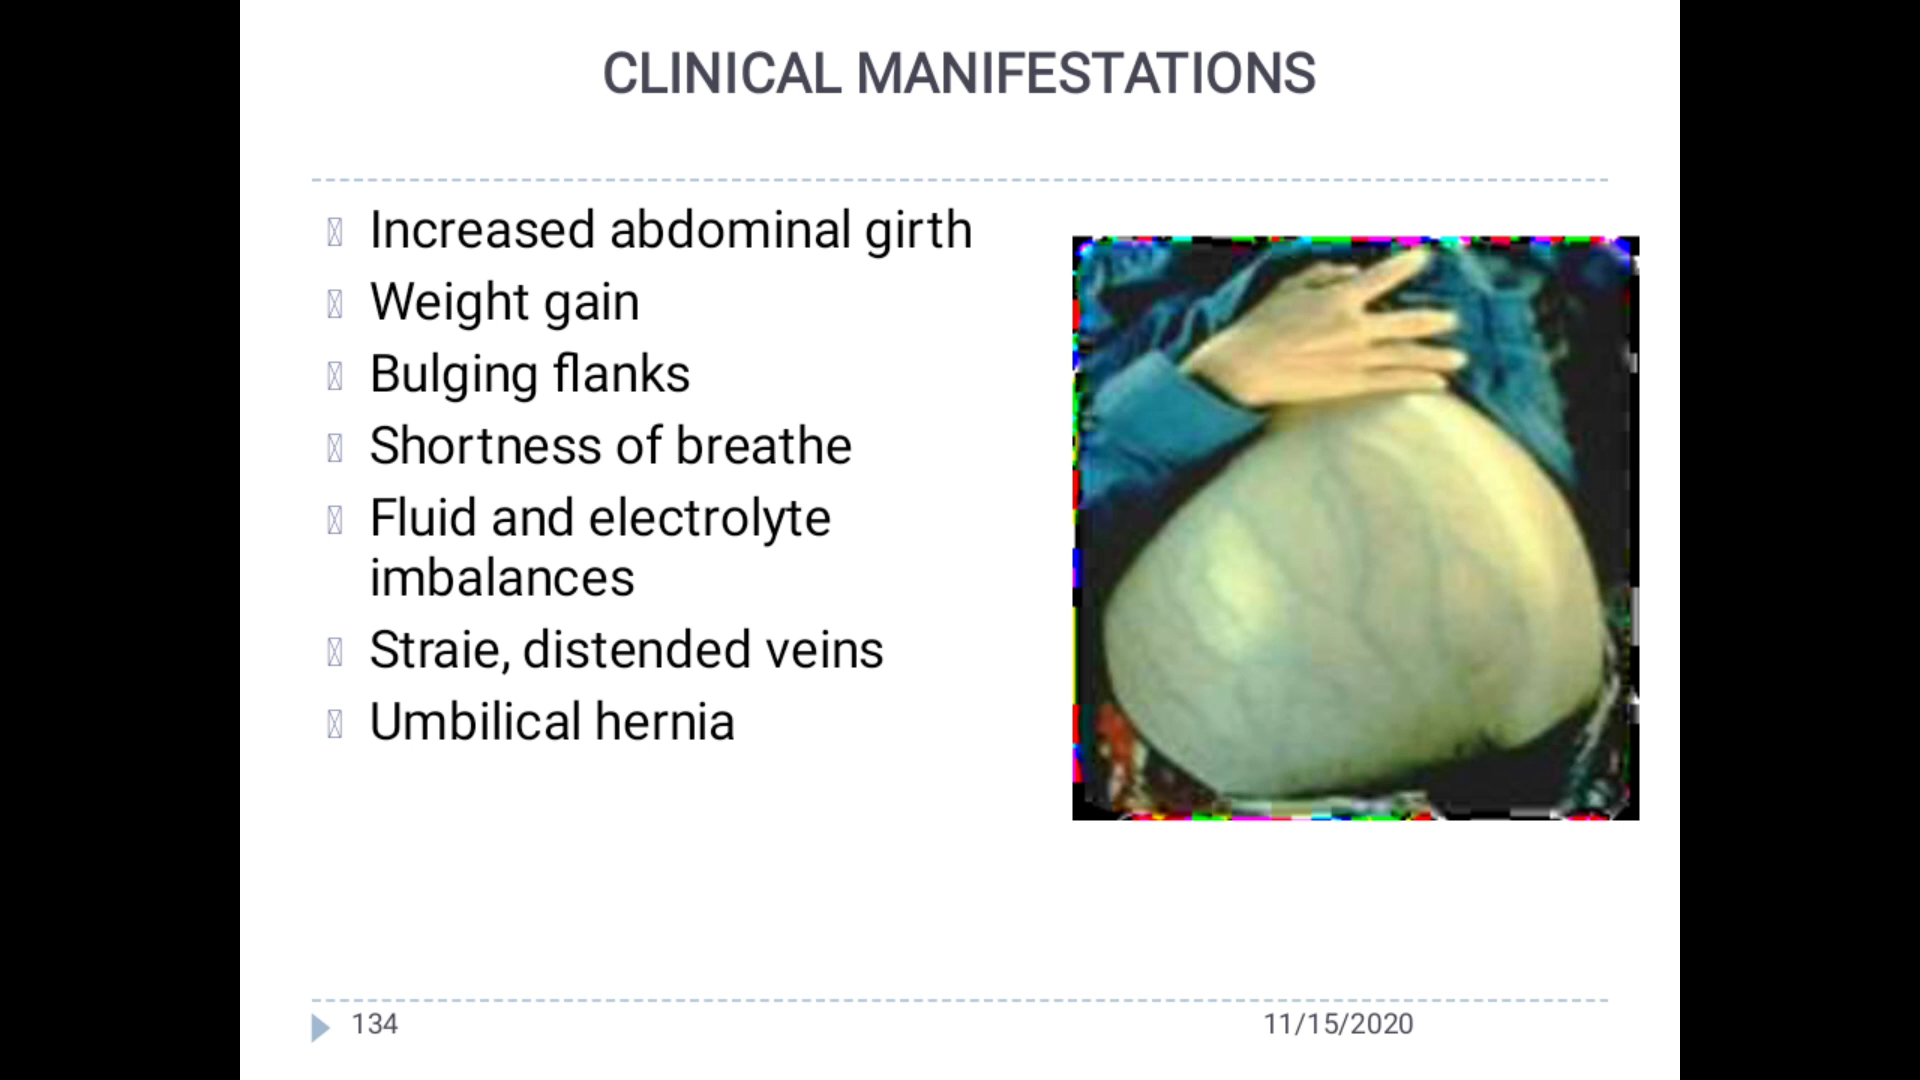 CLINICAL MANIFESTATIONS
Increased abdominal girth
Weight gain
Bulging flanks
Shortness of breathe
Fluid and electrolyte
imbalances
Straie, distended veins
Umbilical hernia
134
11/15/2020